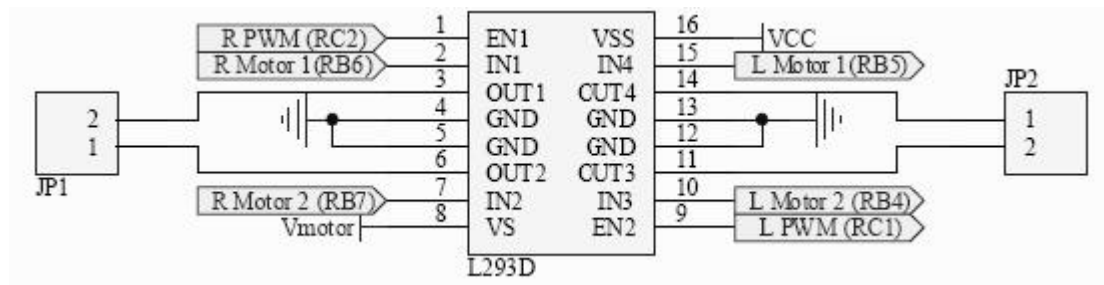 R PWM (RC2) 1 EN1 VSS 16 VCC
R Motor 1(RB6) 2 IN1 IN4 15 L Motor 1(RB5)
3 OUT1 CUT4 14
JP2
2 4 GND GND 13 1
1 5 GND GND 12 2
6 OUT2 CUT3 11
JP1
R Motor 2 (RB7) 7 IN2 IN3 10 L Motor 2 (RB4)
Vmotor 8 VS EN2 9 L PWM (RC1)
L293D